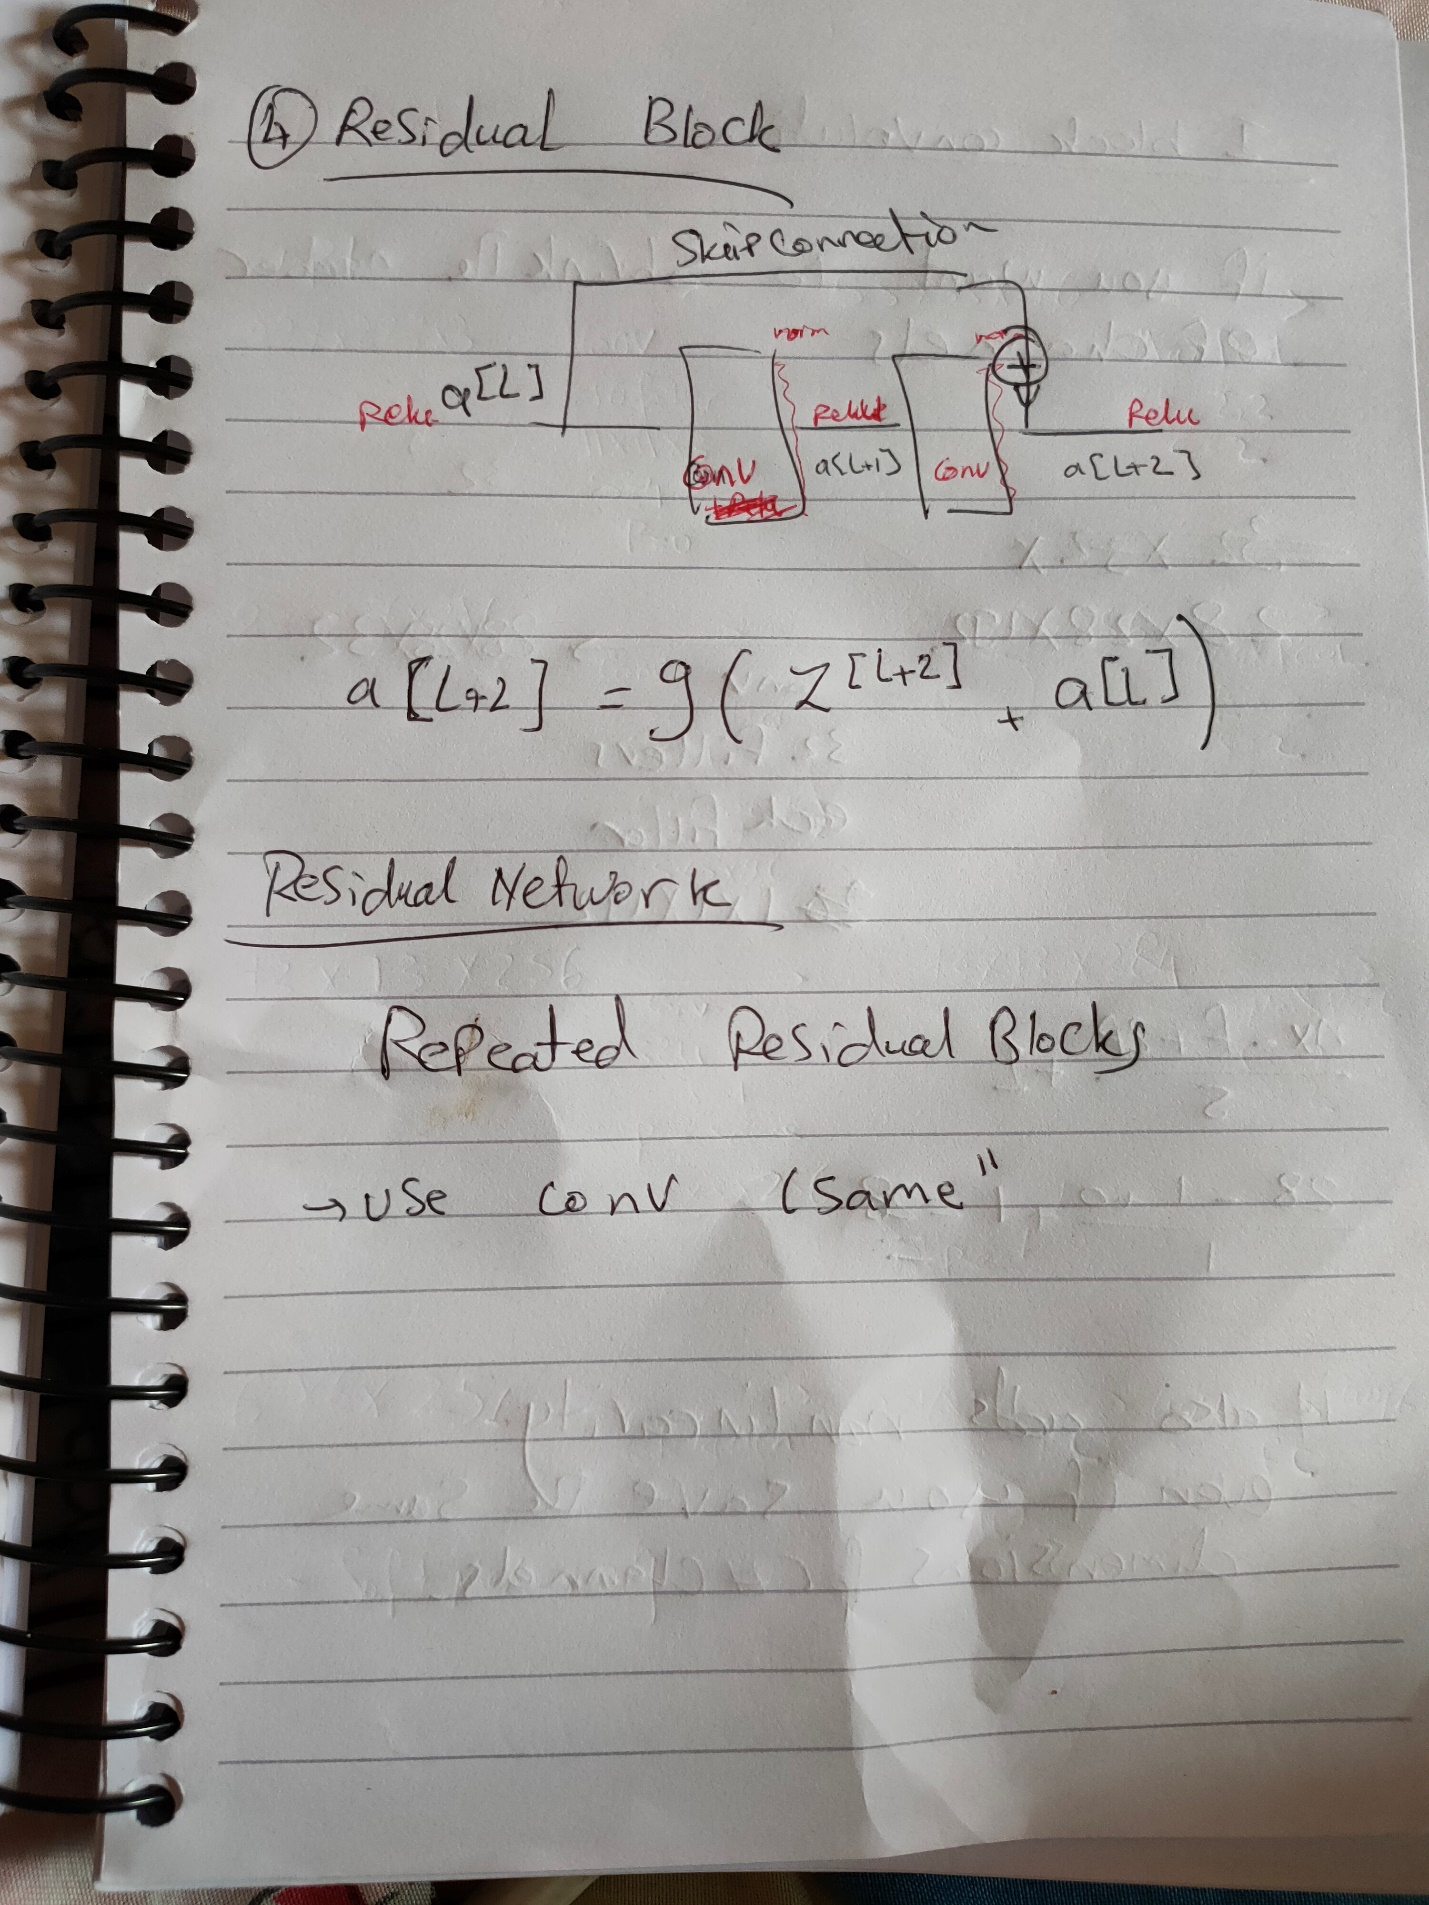 ④ Residual Block
Skip Connection
norm
Relu a[L] Relu Relu
Conv a[L+1] Conv a[L+2]
a[L+2] = g( Z[L+2] + a[L])
Residual Network
Repeated Residual Blocks
→ use conv (same"